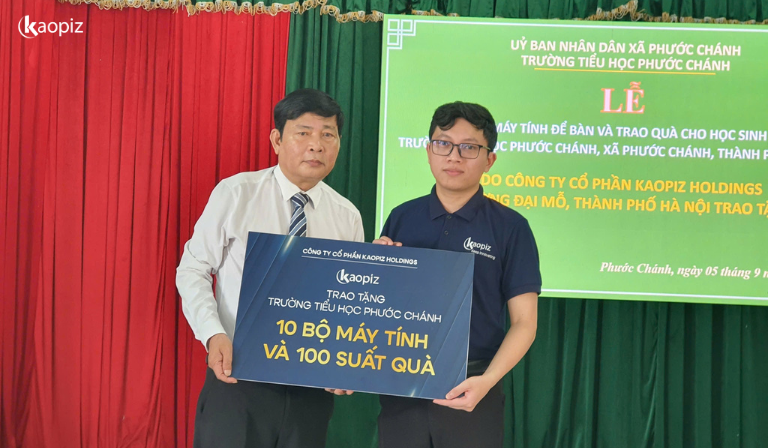 kaopiz
ỦY BAN NHÂN DÂN XÃ PHƯỚC CHÁNH
TRƯỜNG TIỂU HỌC PHƯỚC CHÁNH
LỄ
MÁY TÍNH ĐỂ BÀN VÀ TRAO QUÀ CHO HỌC SINH
TRƯỜNG HỌC PHƯỚC CHÁNH, XÃ PHƯỚC CHÁNH, THÀNH
DO CÔNG TY CỔ PHẦN KAOPIZ HOLDINGS
ĐẠI MỖ, THÀNH PHỐ HÀ NỘI TRAO
Phước Chánh, ngày 05 tháng 9
kaopiz
CÔNG TY CỔ PHẦN KAOPIZ HOLDINGS
kaopiz
TRAO TẶNG
TRƯỜNG TIỂU HỌC PHƯỚC CHÁNH
10 BỘ MÁY TÍNH
VÀ 100 SUẤT QUÀ